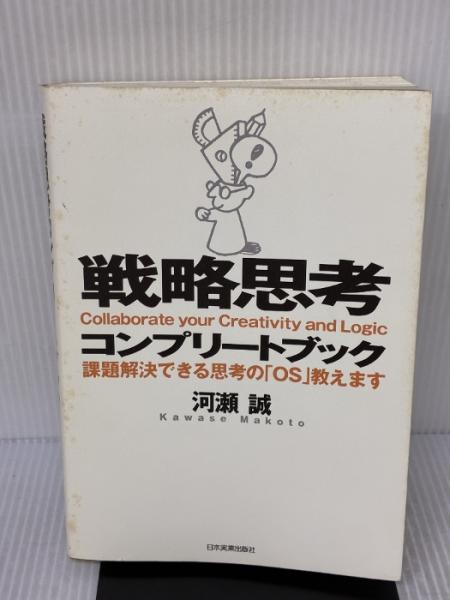 戦略思考
Collaborate your Creativity and Logic
コンプリートブック
課題解決できる思考の「OS」教えます
河瀬 誠
Kawase Makoto
日本実業出版社